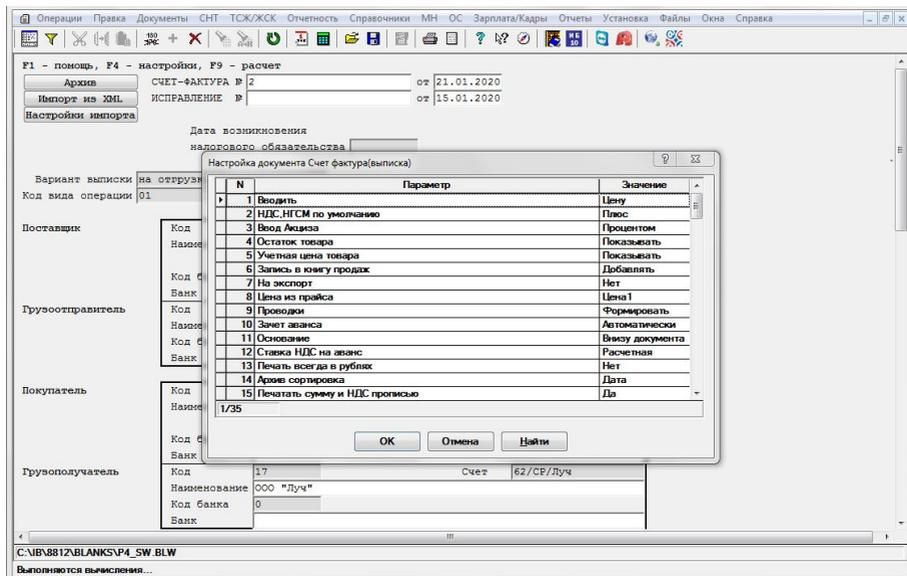 Операции Правка Документы СНТ ТСЖ/ЖСК Отчетность Справочники МН ОС Зарплата/Кадры Отчеты Установка Файлы Окна Справка
F1 - помощь, F4 - настройки, F9 - расчет
Архив СЧЕТ-ФАКТУРА № 2 от 21.01.2020
Импорт из XML ИСПРАВЛЕНИЕ № от 15.01.2020
Настройки импорта
Дата возникновения
налогового обязательства
Вариант выписки на отгрузк
Код вида операции 01
Поставщик Код
Наиме
Код б
Банк
Грузоотправитель Код
Наиме
Код б
Банк
Покупатель Код
Наиме
Код б
Банк
Грузополучатель Код 17 Счет 62/СР/Луч
Наименование ООО "Луч"
Код банка 0
Банк
Настройка документа Счет фактура(выписка)
N Параметр Значение
1 Вводить Цену
2 НДС,НГСМ по умолчанию Плюс
3 Ввод Акциза Процентом
4 Остаток товара Показывать
5 Учетная цена товара Показывать
6 Запись в книгу продаж Добавлять
7 На экспорт Нет
8 Цена из прайса Цена1
9 Проводки Формировать
10 Зачет аванса Автоматически
11 Основание Внизу документа
12 Ставка НДС на аванс Расчетная
13 Печать всегда в рублях Нет
14 Архив сортировка Дата
15 Печатать сумму и НДС прописью Да
1/35
ОК Отмена Найти
C:\IB\8812\BLANKS\P4_SW.BLW
Выполняются вычисления...